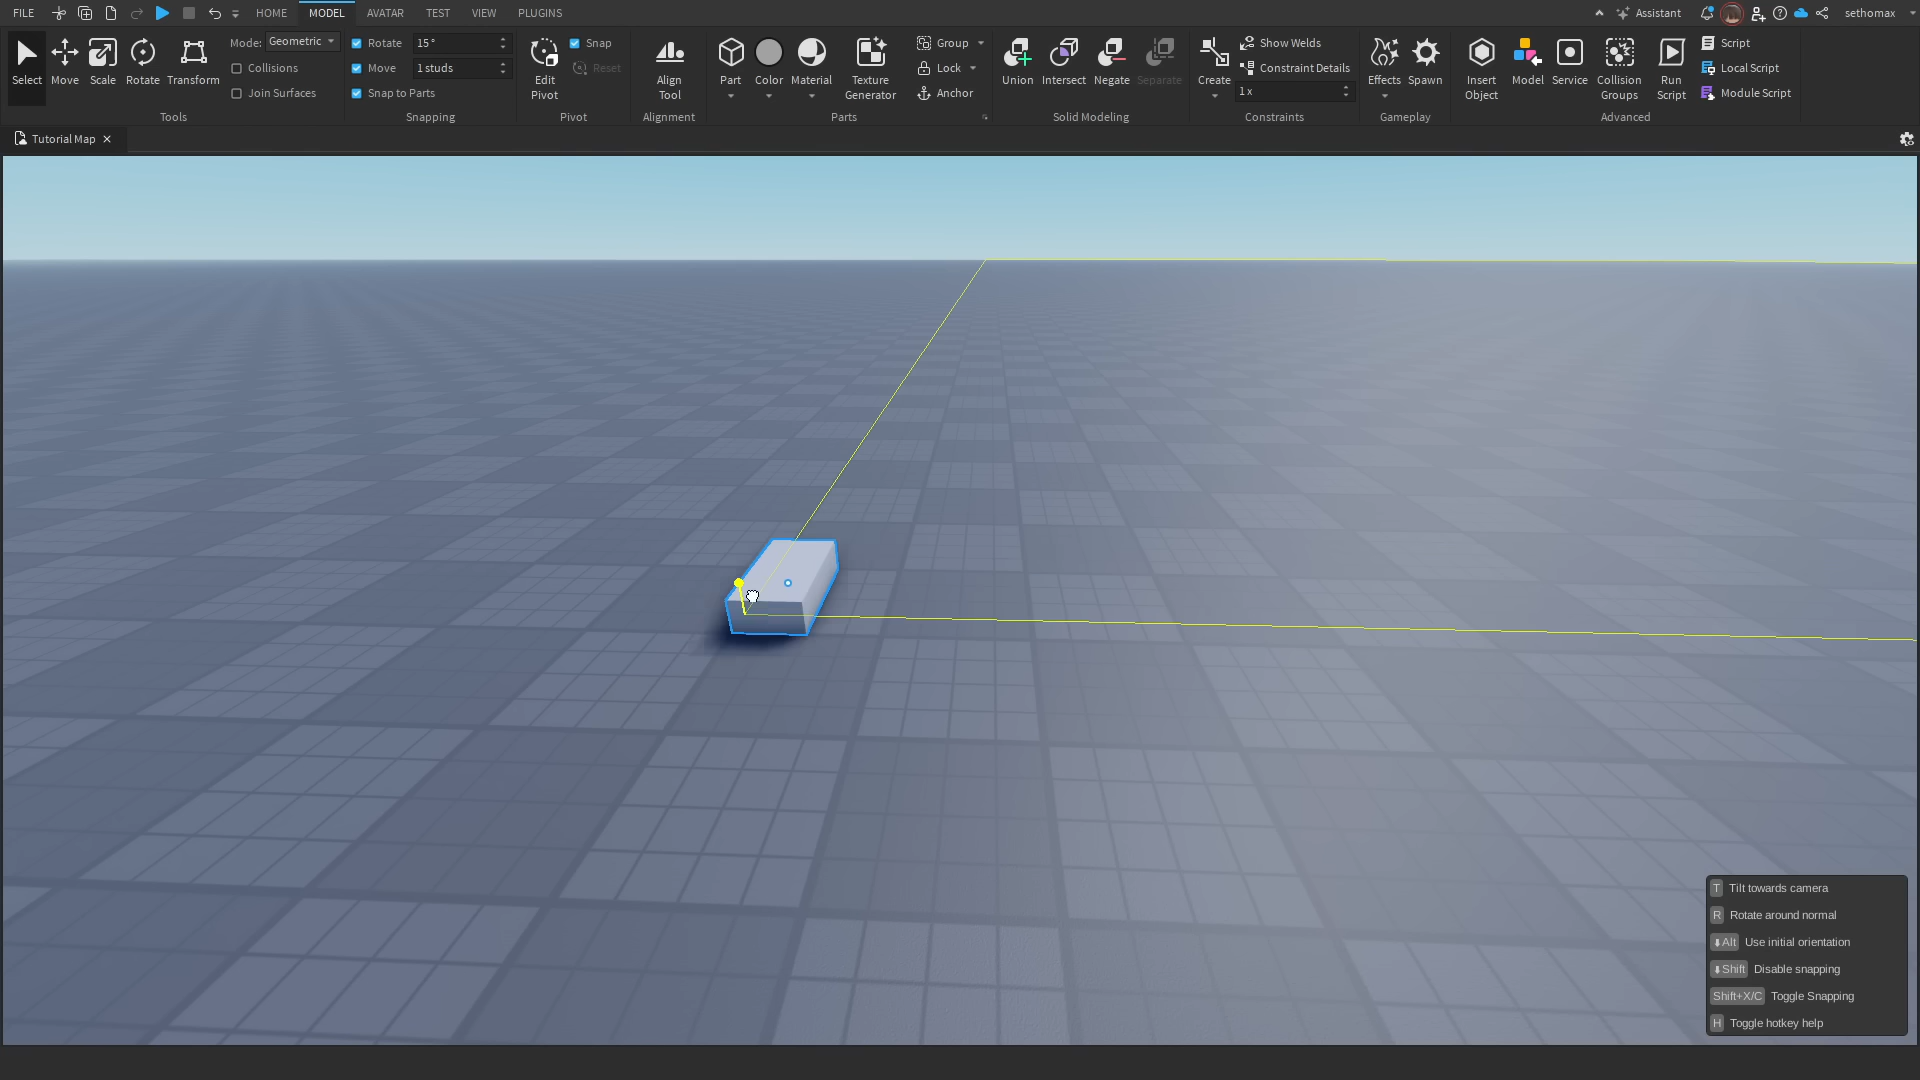 FILE HOME MODEL AVATAR TEST VIEW PLUGINS Assistant sethomax
Select Move Scale Rotate Transform
Mode: Geometric
Collisions
Join Surfaces
Tools
Rotate 15°
Move 1 studs
Snap to Parts
Snapping
Edit
Pivot
Snap
Reset
Pivot
Align
Tool
Alignment
Part Color Material Texture
Generator
Group
Lock
Anchor
Parts
Union Intersect Negate Separate
Solid Modeling
Create
Show Welds
Constraint Details
1 x
Constraints
Effects Spawn
Gameplay
Insert
Object
Model Service Collision
Groups
Run
Script
Script
Local Script
Module Script
Advanced
Tutorial Map
T Tilt towards camera
R Rotate around normal
Alt Use initial orientation
Shift Disable snapping
Shift+X/C Toggle Snapping
H Toggle hotkey help